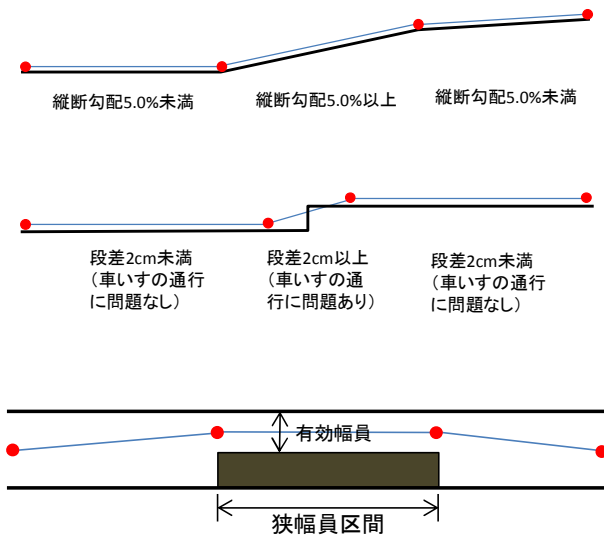 縦断勾配5.0%未満
縦断勾配5.0%以上
縦断勾配5.0%未満
段差2cm未満
（車いすの通行
に問題なし）
段差2cm以上
（車いすの通
行に問題あり）
段差2cm未満
（車いすの通行
に問題なし）
有効幅員
狭幅員区間